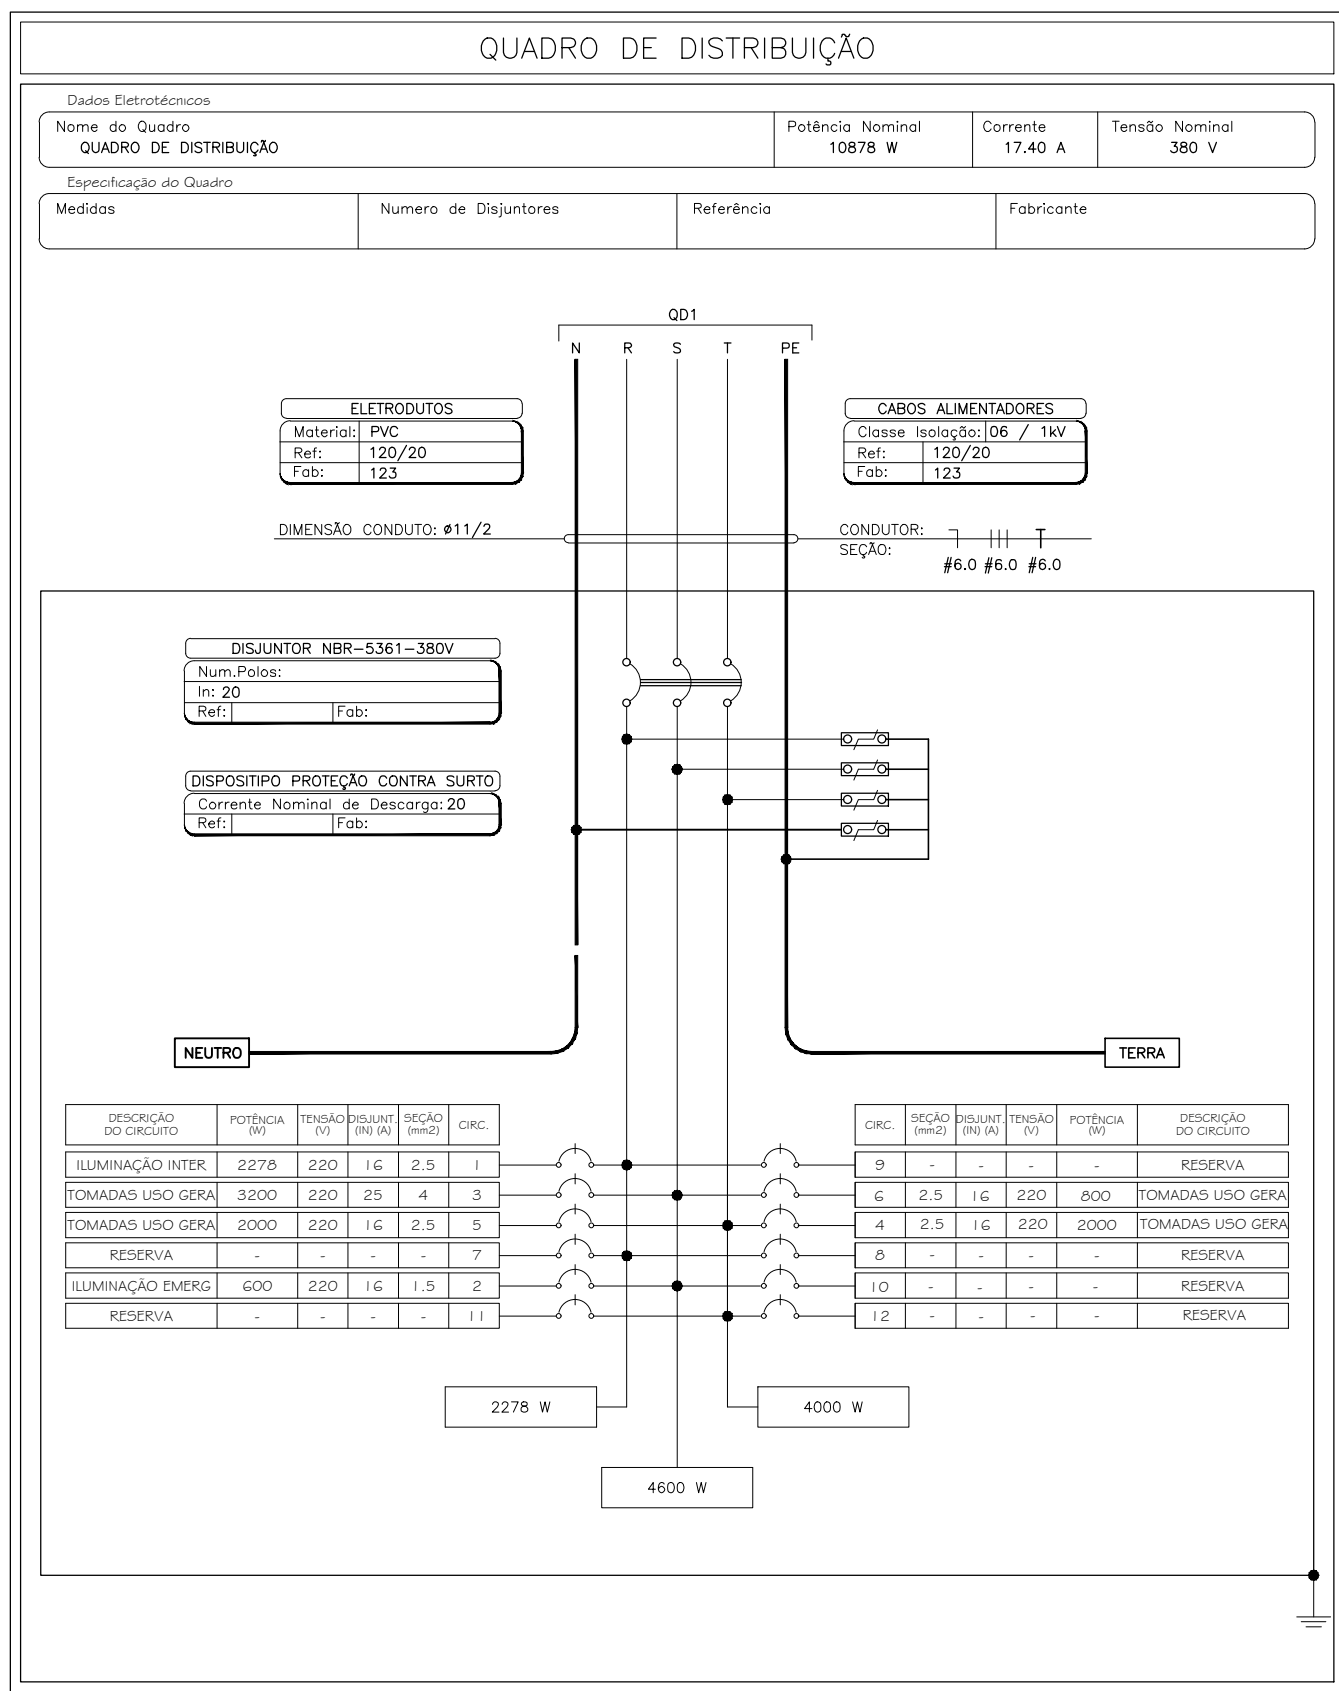 QUADRO DE DISTRIBUIÇÃO
Dados Eletrotécnicos
Nome do Quadro Potência Nominal Corrente Tensão Nominal
QUADRO DE DISTRIBUIÇÃO 10878 W 17.40 A 380 V
Especificação do Quadro
Medidas Numero de Disjuntores Referência Fabricante
QD1
N R S T PE
ELETRODUTOS
Material: PVC
Ref: 120/20
Fab: 123
CABOS ALIMENTADORES
Classe Isolação: 06 / 1kV
Ref: 120/20
Fab: 123
DIMENSÃO CONDUTO: ø11/2
CONDUTOR:
SEÇÃO:
#6.0 #6.0 #6.0
DISJUNTOR NBR-5361-380V
Num.Polos:
In: 20
Ref: Fab:
DISPOSITIPO PROTEÇÃO CONTRA SURTO
Corrente Nominal de Descarga: 20
Ref: Fab:
NEUTRO
TERRA
DESCRIÇÃO DO CIRCUITO POTÊNCIA (W) TENSÃO (V) DISJUNT. (IN) (A) SEÇÃO (mm2) CIRC.
ILUMINAÇÃO INTER 2278 220 16 2.5 1
TOMADAS USO GERA 3200 220 25 4 3
TOMADAS USO GERA 2000 220 16 2.5 5
RESERVA - - - - 7
ILUMINAÇÃO EMERG 600 220 16 1.5 2
RESERVA - - - - 11
CIRC. SEÇÃO (mm2) DISJUNT. (IN) (A) TENSÃO (V) POTÊNCIA (W) DESCRIÇÃO DO CIRCUITO
9 - - - - RESERVA
6 2.5 16 220 800 TOMADAS USO GERA
4 2.5 16 220 2000 TOMADAS USO GERA
8 - - - - RESERVA
10 - - - - RESERVA
12 - - - - RESERVA
2278 W
4000 W
4600 W